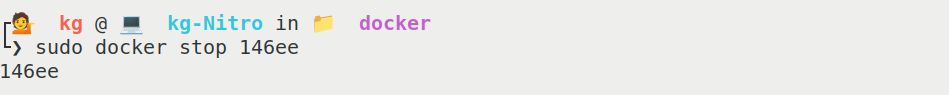 ┌💁 kg @ 💻 kg-Nitro in 📁 docker
└❯ sudo docker stop 146ee
146ee